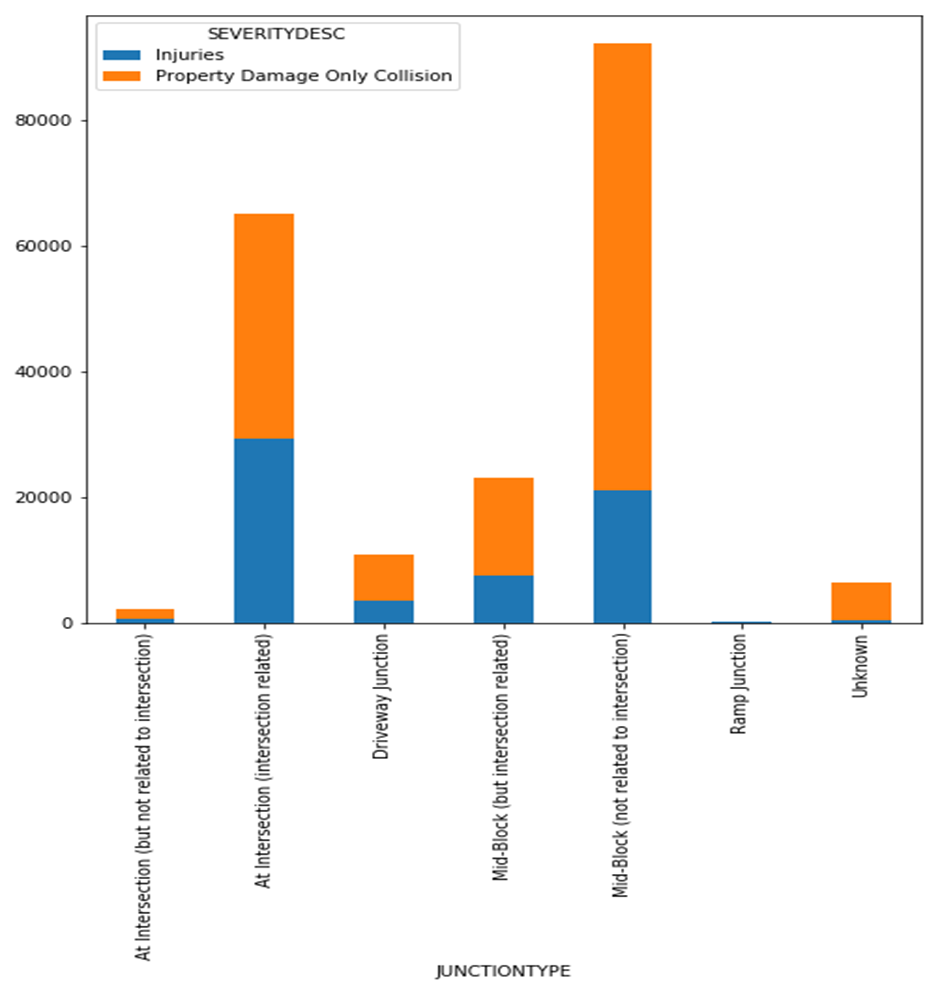 SEVERITYDESC
Injuries
Property Damage Only Collision
80000
60000
40000
20000
0
At Intersection (but not related to intersection)
At Intersection (intersection related)
Driveway Junction
Mid-Block (but intersection related)
Mid-Block (not related to intersection)
Ramp Junction
Unknown
JUNCTIONTYPE